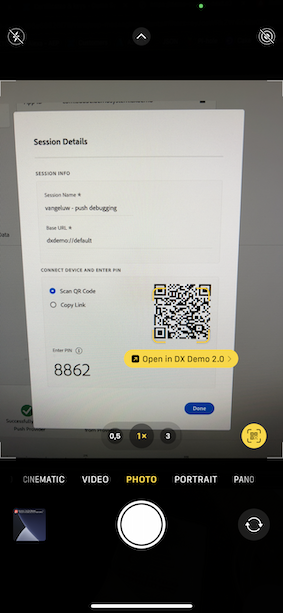 Session Details
SESSION INFO
Session Name *
vangeluw - push debugging
Base URL *
dxdemo://default
CONNECT DEVICE AND ENTER PIN
Scan QR Code
Copy Link
Open in DX Demo 2.0
Enter PIN
8862
Done
0,5 1× 3
CINEMATIC VIDEO PHOTO PORTRAIT PANO